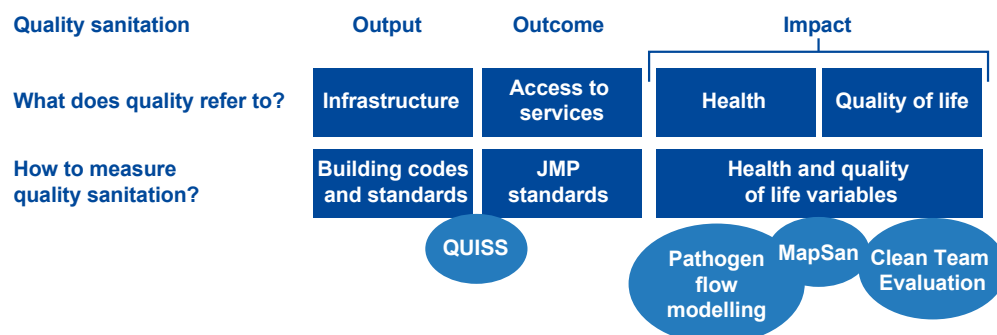 Quality sanitation Output Outcome Impact
What does quality refer to? Infrastructure Access to
services Health Quality of life
How to measure
quality sanitation?
Building codes
and standards
JMP
standards
Health and quality
of life variables
QUISS
Pathogen
flow
modelling
MapSan
Clean Team
Evaluation